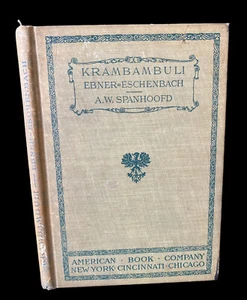 KRAMBAMBULI
EBNER=ESCHENBACH
A.W. SPANHOOFD
AMERICAN · BOOK · COMPANY
NEW YORK · CINCINNATI · CHICAGO